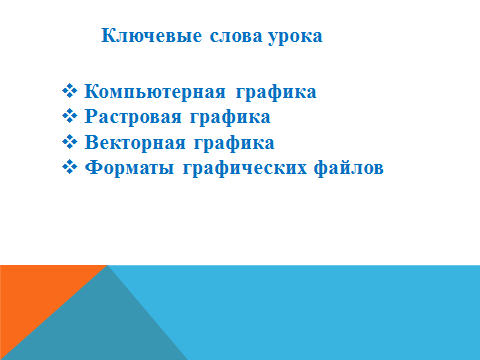 Ключевые слова урока
❖ Компьютерная графика
❖ Растровая графика
❖ Векторная графика
❖ Форматы графических файлов